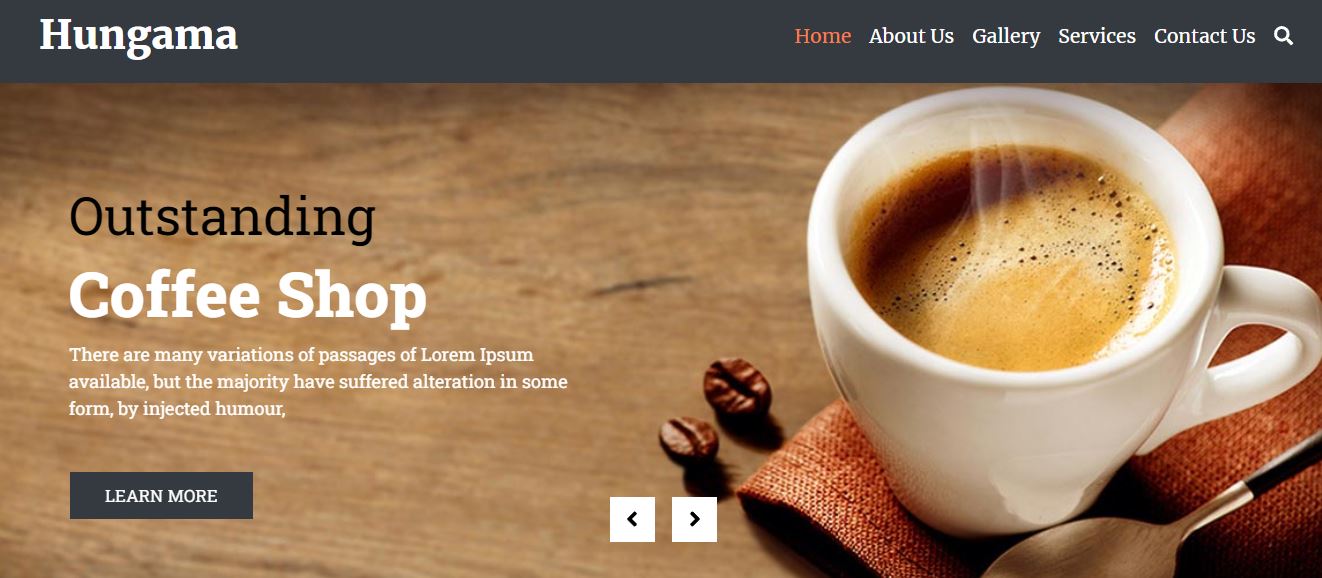 Hungama
Home About Us Gallery Services Contact Us
Outstanding
Coffee Shop
There are many variations of passages of Lorem Ipsum
available, but the majority have suffered alteration in some
form, by injected humour,
LEARN MORE